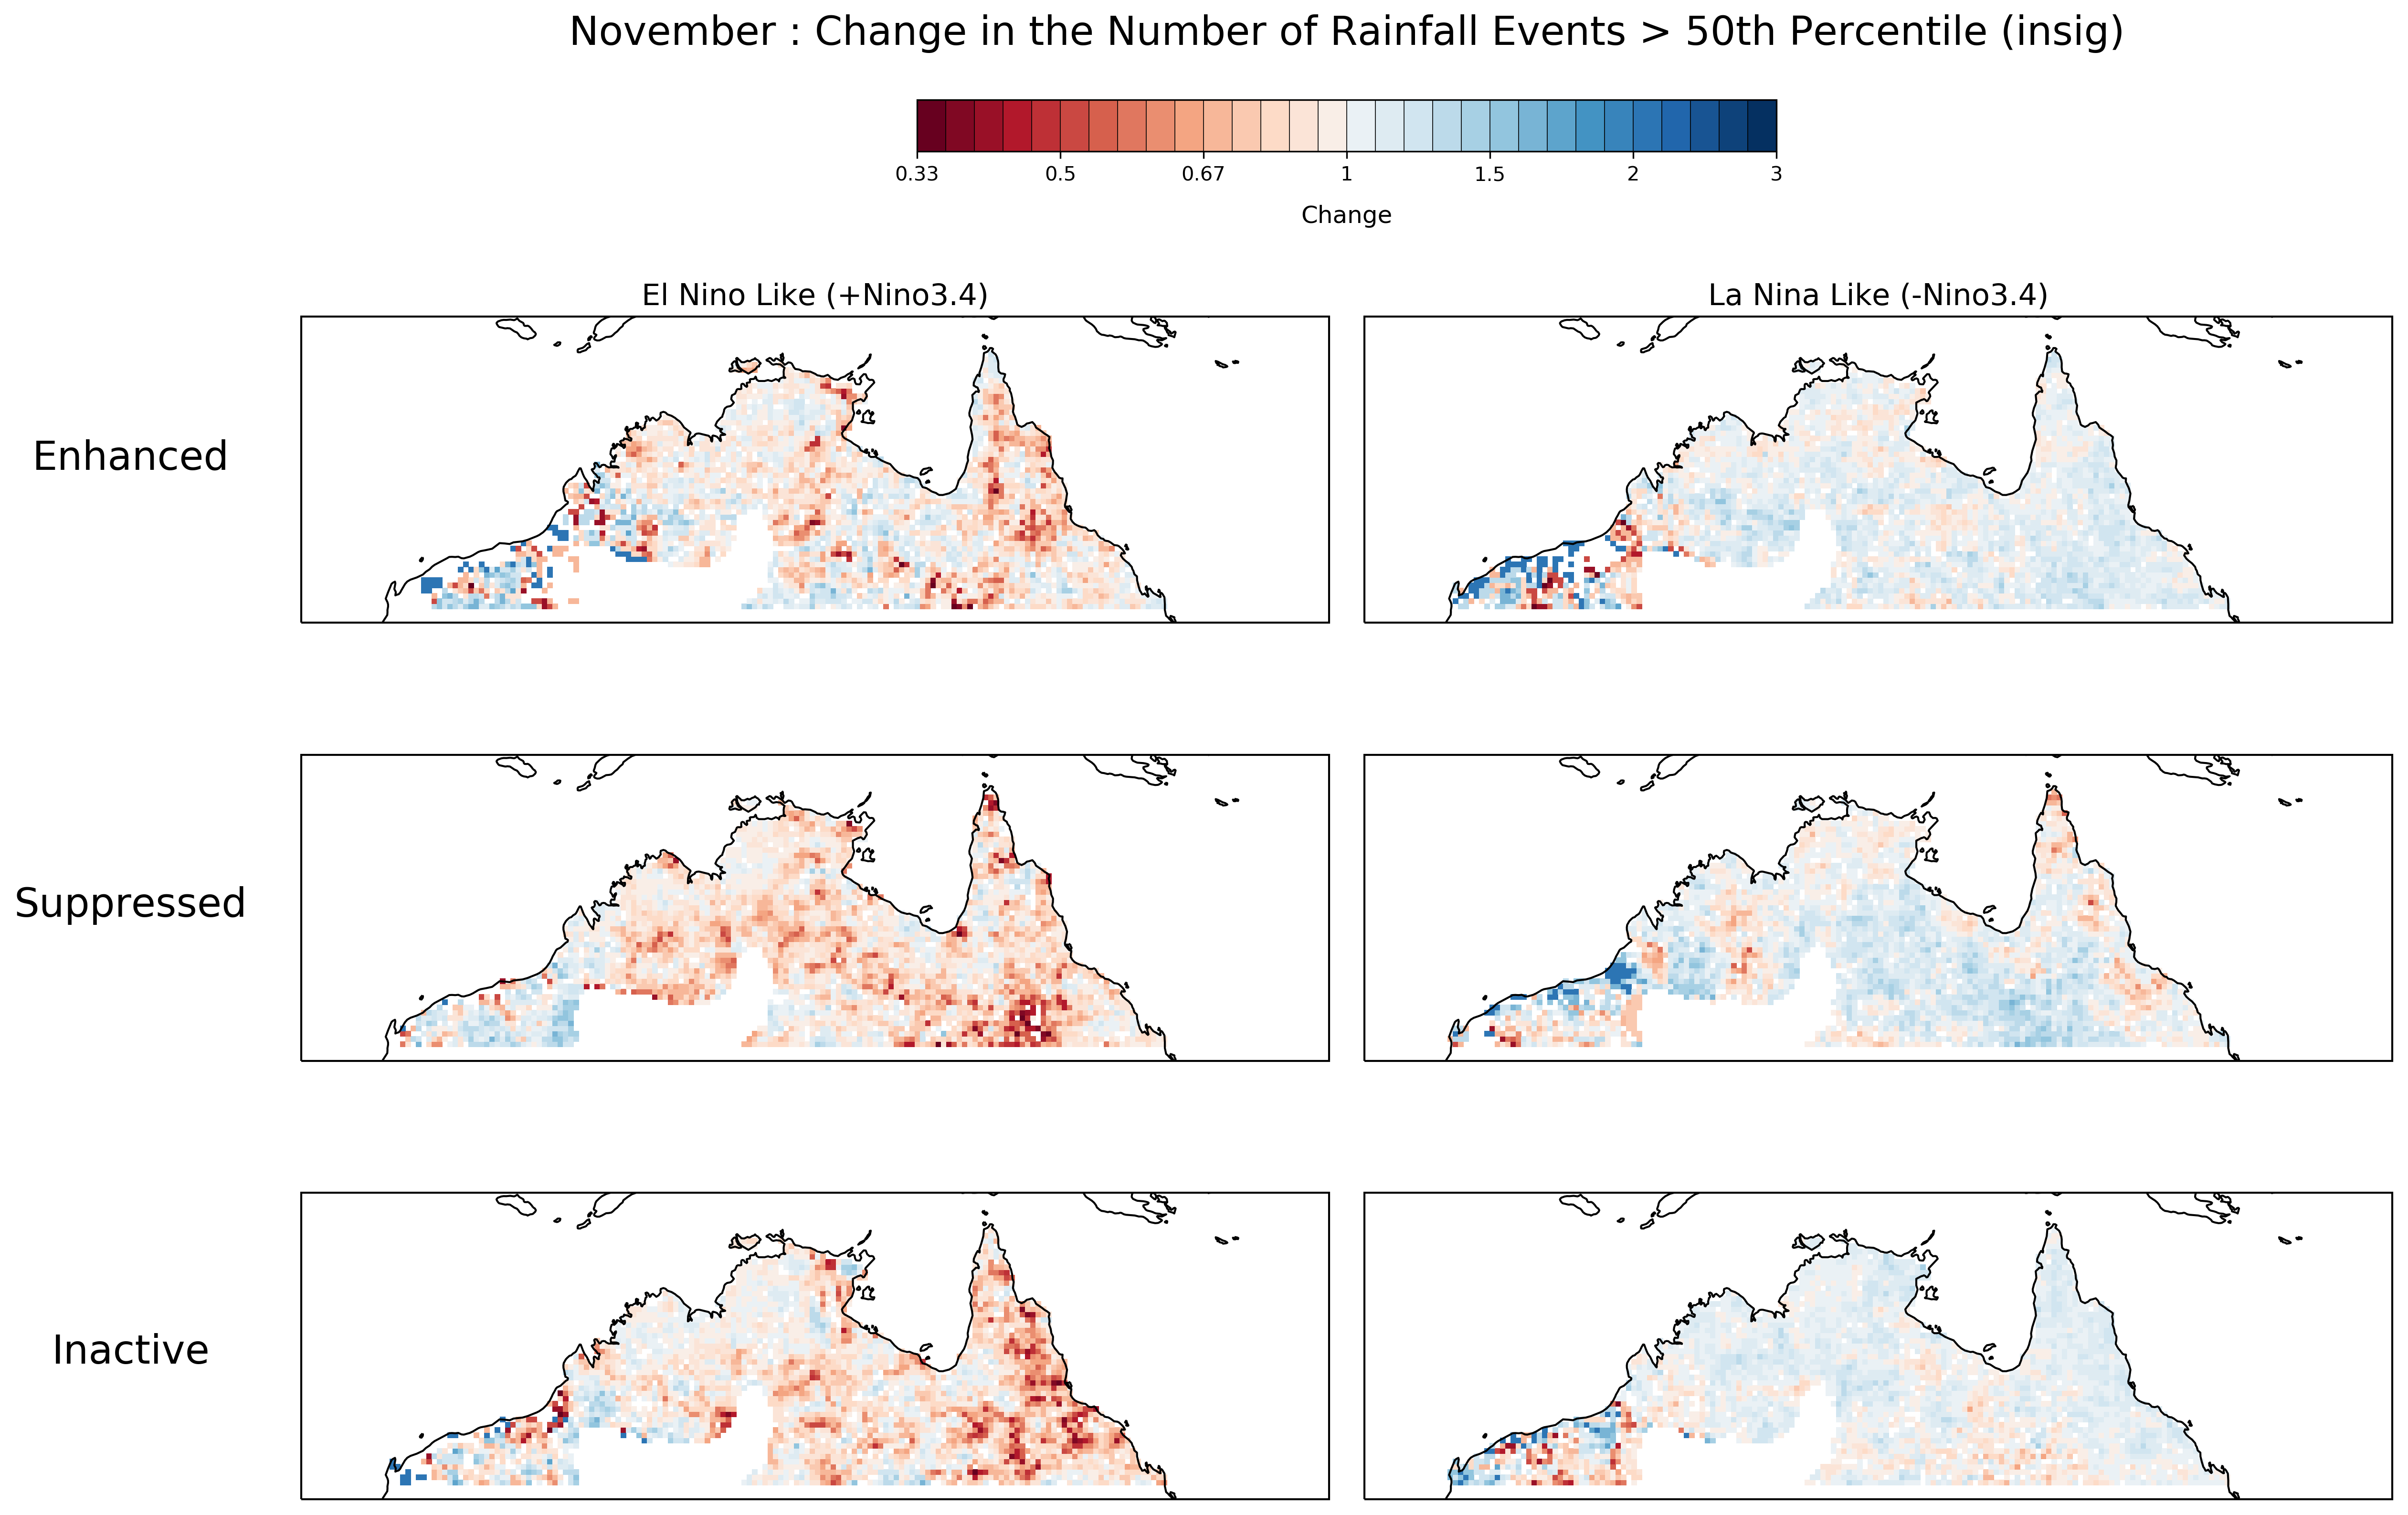 November : Change in the Number of Rainfall Events > 50th Percentile (insig)
0.33 0.5 0.67 1 1.5 2 3
Change
El Nino Like (+Nino3.4) La Nina Like (-Nino3.4)
Enhanced
Suppressed
Inactive